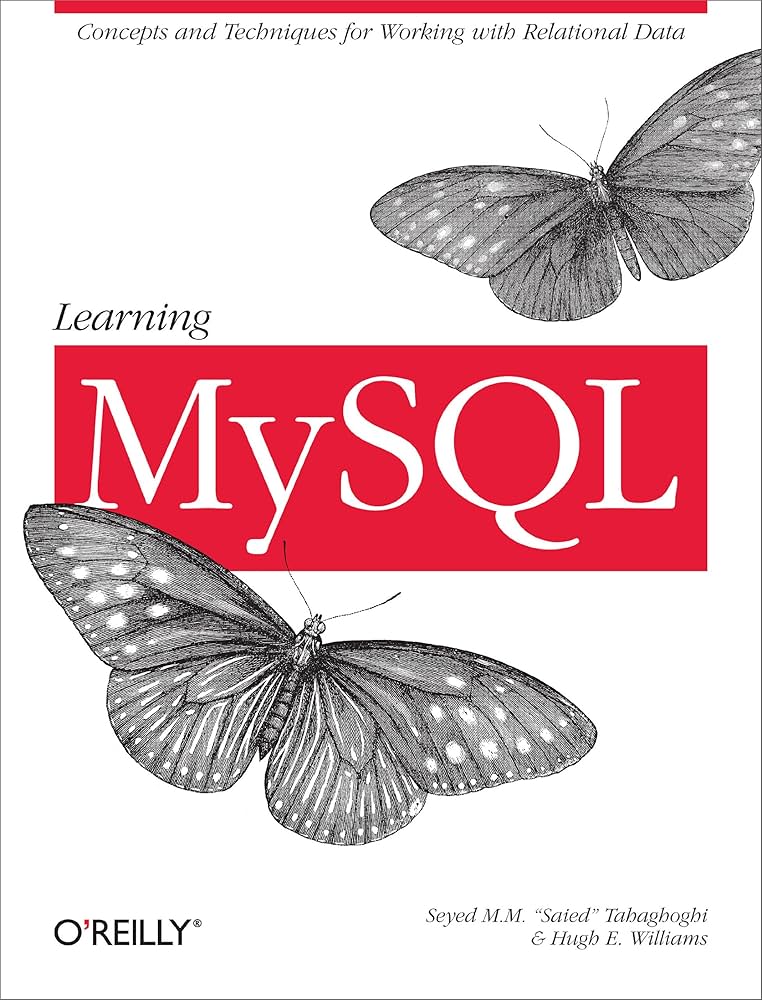 Concepts and Techniques for Working with Relational Data
Learning
MySQL
Seyed M.M. “Saied” Tahaghoghi
& Hugh E. Williams
O'REILLY®